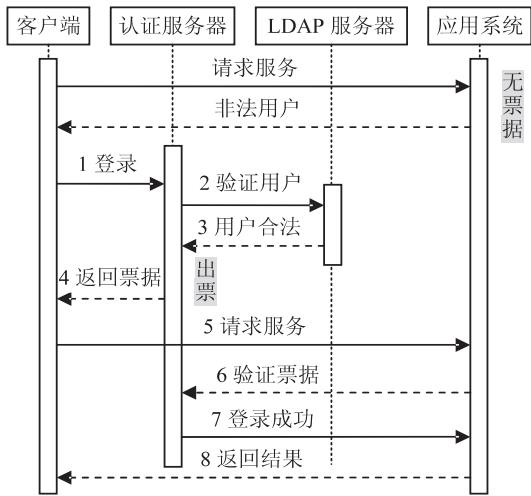 客户端
认证服务器
LDAP 服务器
应用系统
请求服务
无票据
非法用户
1 登录
2 验证用户
3 用户合法
出票
4 返回票据
5 请求服务
6 验证票据
7 登录成功
8 返回结果